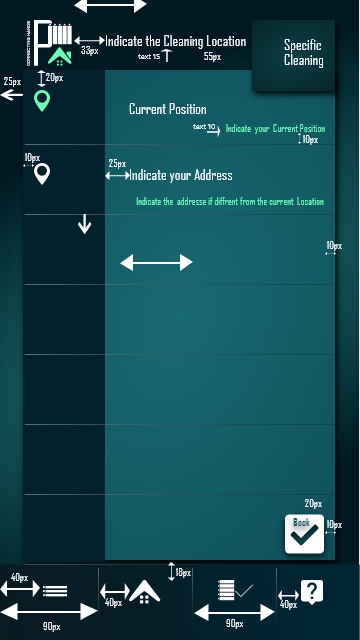 Indicate the Cleaning Location
Specific
Cleaning
33px
text 15
55px
25px
20px
Current Position
text 10
Indicate your Current Position
10px
10px
25px
Indicate your Address
Indicate the addresse if diffrent from the current Location
10px
20px
Book
10px
18px
40px
40px
40px
90px
90px